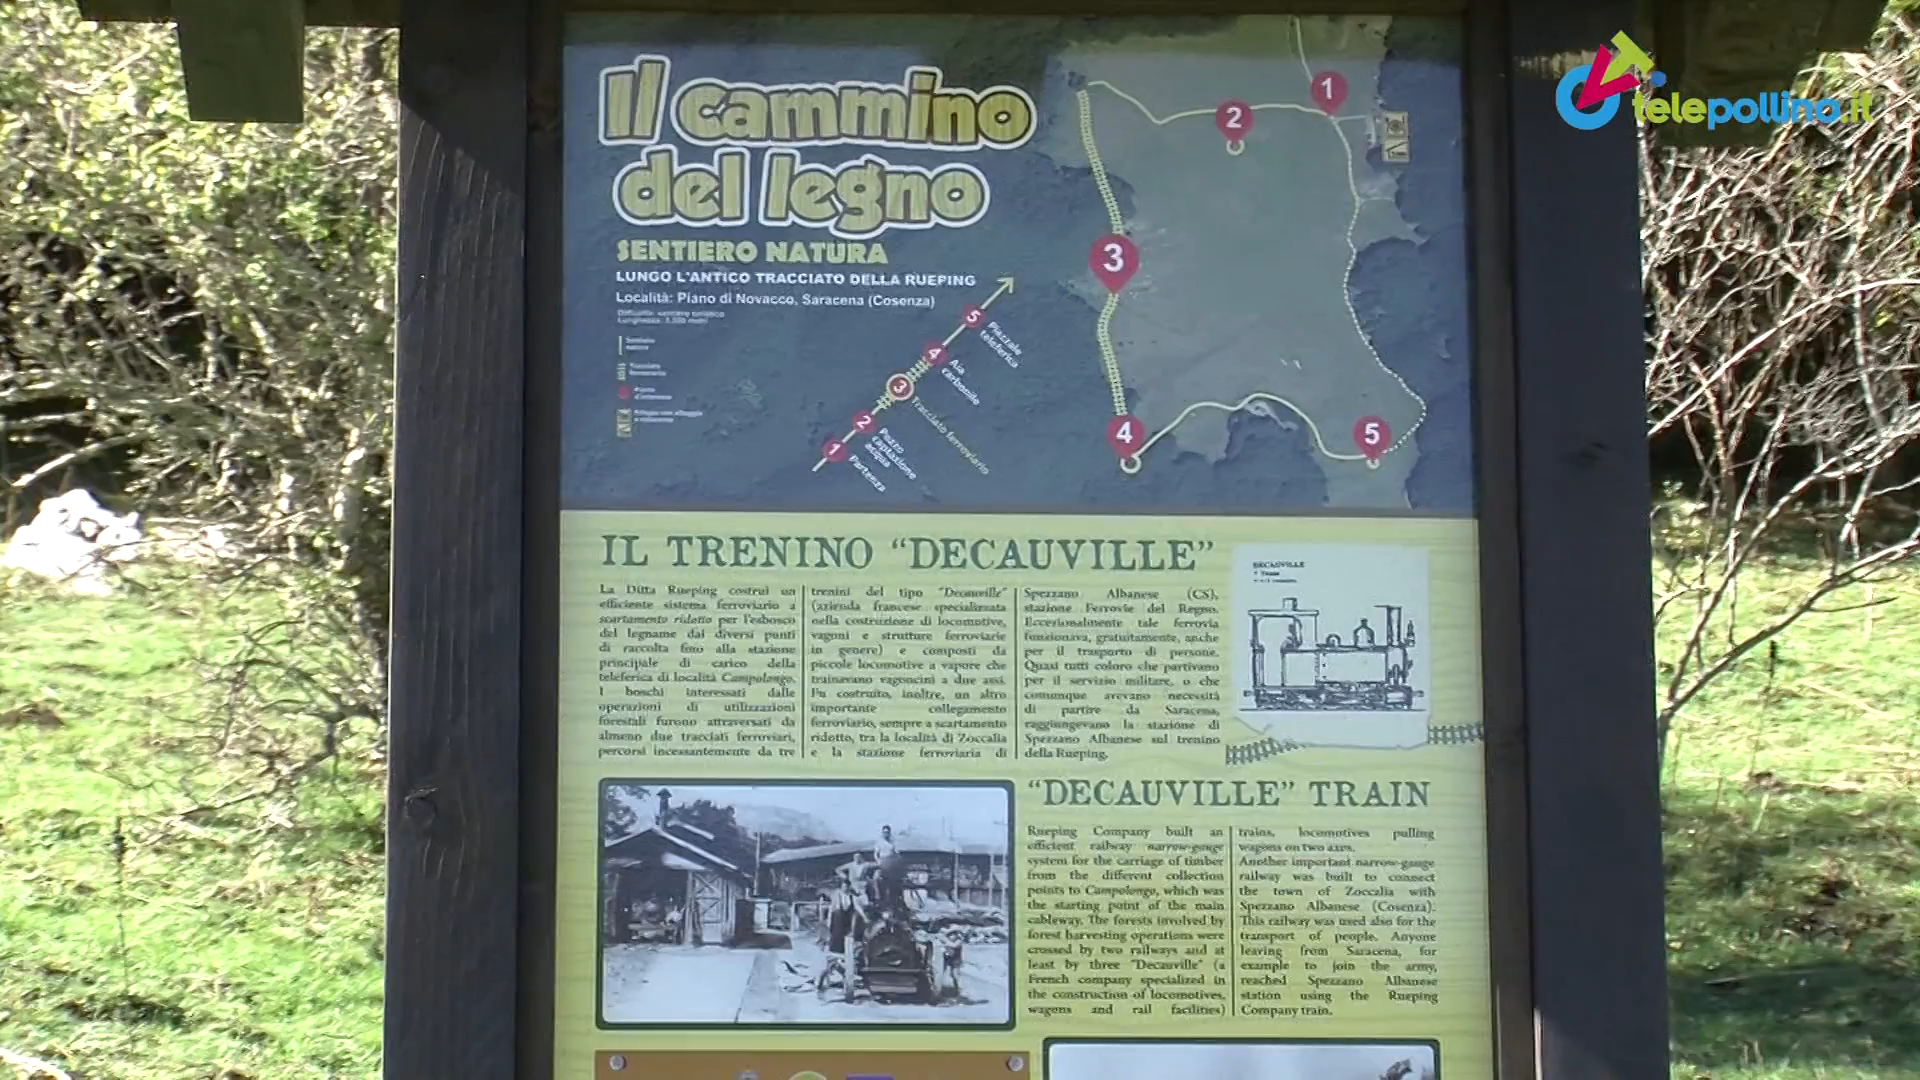 telepollino.it
Il cammino
del legno
SENTIERO NATURA
LUNGO L'ANTICO TRACCIATO DELLA RUEPING
Località: Piano di Novacco, Saracena (Cosenza)
Difficoltà: sentiero turistico
Sentiero
natura
Tracciato
ferroviario
1
Partenza
2
Pozzo
captazione
acqua
3
Tracciato ferroviario
4
Aia
carbonile
5
Piazzale
teleferica
1
2
3
4
5
IL TRENINO “DECAUVILLE”
La Ditta Rueping costruì un
efficiente sistema ferroviario a
scartamento ridotto per l'esbosco
del legname dai diversi punti
di raccolta fino alla stazione
principale di carico della
teleferica di località Campolongo.
I boschi interessati dalle
operazioni di utilizzazioni
forestali furono attraversati da
almeno due tracciati ferroviari,
percorsi incessantemente da tre
trenini del tipo “Decauville”
(azienda francese specializzata
nella costruzione di locomotive,
vagoni e strutture ferroviarie
in genere) e composti da
piccole locomotive a vapore che
trainavano vagoncini a due assi.
Fu costruito, inoltre, un altro
importante collegamento
ferroviario, sempre a scartamento
ridotto, tra la località di Zoccalia
e la stazione ferroviaria di
Spezzano Albanese (CS),
stazione Ferrovie del Regno.
Eccezionalmente tale ferrovia
funzionava, gratuitamente, anche
per il trasporto di persone.
Quasi tutti coloro che partivano
per il servizio militare, o che
comunque avevano necessità
di partire da Saracena,
raggiungevano la stazione di
Spezzano Albanese sul trenino
della Rueping.
DECAUVILLE
“DECAUVILLE” TRAIN
Rueping Company built an
efficient railway narrow-gauge
system for the carriage of timber
from the different collection
points to Campolongo, which was
the starting point of the main
cableway. The forests involved by
forest harvesting operations were
crossed by two railways and at
least by three "Decauville" (a
French company specialized in
the construction of locomotives,
wagons and rail facilities)
trains, locomotives pulling
wagons on two axes.
Another important narrow-gauge
railway was built to connect
the town of Zoccalia with
Spezzano Albanese (Cosenza).
This railway was used also for the
transport of people. Anyone
leaving from Saracena, for
example to join the army,
reached Spezzano Albanese
station using the Rueping
Company train.